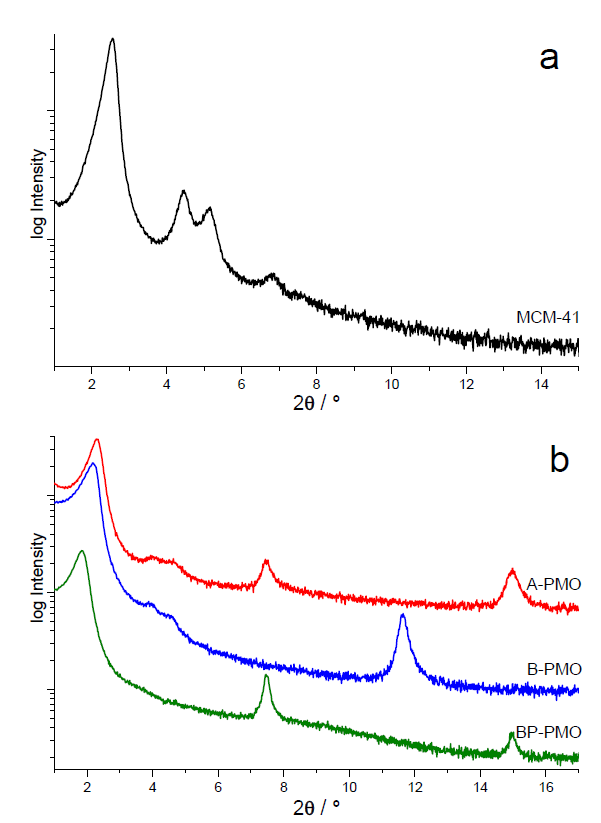 a
log Intensity
MCM-41
2 4 6 8 10 12 14
2θ / °
b
log Intensity
A-PMO
B-PMO
BP-PMO
2 4 6 8 10 12 14 16
2θ / °